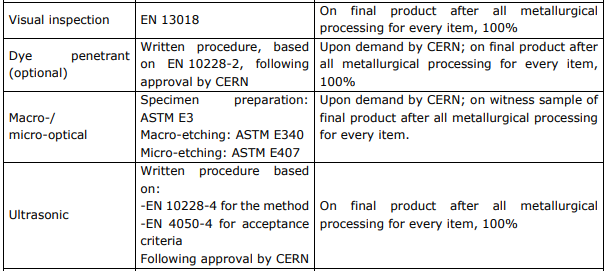 Visual inspection
EN 13018
On final product after all metallurgical
processing for every item, 100%
Dye penetrant
(optional)
Written procedure, based
on EN 10228-2, following
approval by CERN
Upon demand by CERN; on final product after
all metallurgical processing for every item,
100%
Macro-/
micro-optical
Specimen preparation:
ASTM E3
Macro-etching: ASTM E340
Micro-etching: ASTM E407
Upon demand by CERN; on witness sample of
final product after all metallurgical processing
for every item.
Ultrasonic
Written procedure based
on:
-EN 10228-4 for the method
-EN 4050-4 for acceptance
criteria
Following approval by CERN
On final product after all metallurgical
processing for every item, 100%